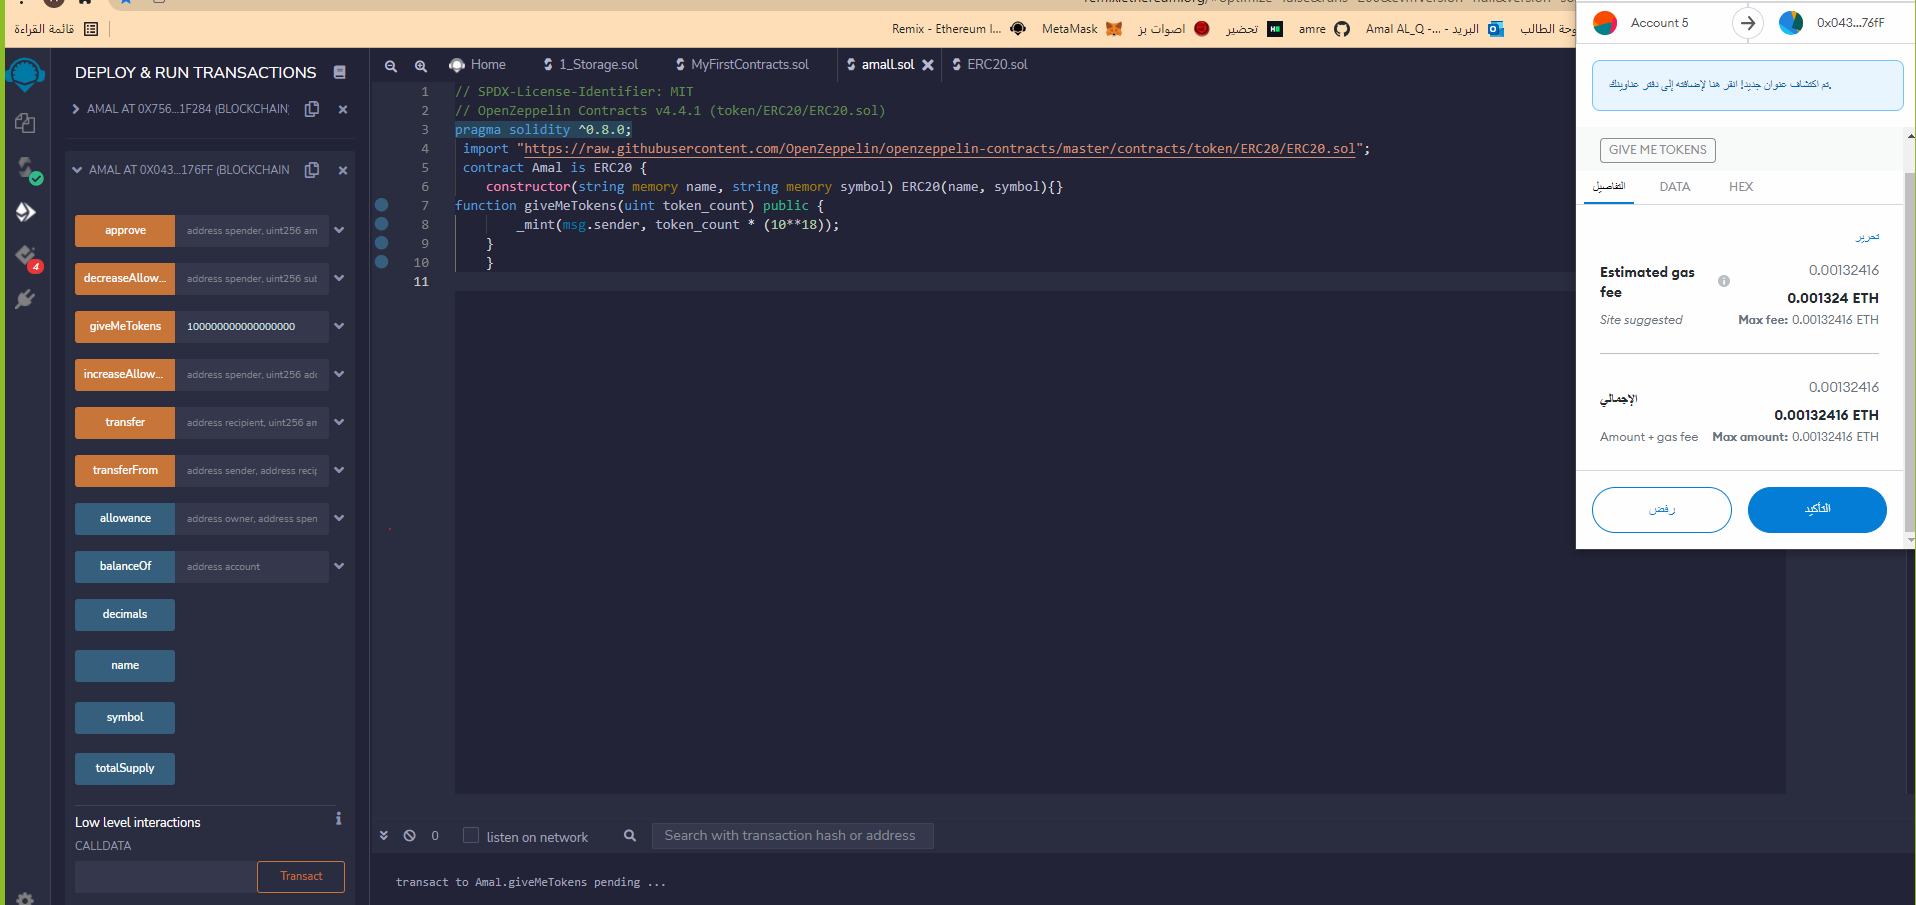 قائمة القراءة
Remix - Ethereum I...
MetaMask
اصوات بز
تحضير
amre
Amal AL_Q -... - البريد
وحة الطالب
DEPLOY & RUN TRANSACTIONS
AMAL AT 0X756...1F284 (BLOCKCHAIN)
AMAL AT 0X043...176FF (BLOCKCHAIN
approve
address spender, uint256 am
decreaseAllow...
address spender, uint256 sub
giveMeTokens
100000000000000000
increaseAllow...
address spender, uint256 add
transfer
address recipient, uint256 am
transferFrom
address sender, address recip
allowance
address owner, address spen
balanceOf
address account
decimals
name
symbol
totalSupply
Low level interactions
CALLDATA
Transact
4
Home
1_Storage.sol
MyFirstContracts.sol
amall.sol
ERC20.sol
1 // SPDX-License-Identifier: MIT
2 // OpenZeppelin Contracts v4.4.1 (token/ERC20/ERC20.sol)
3 pragma solidity ^0.8.0;
4 import "https://raw.githubusercontent.com/OpenZeppelin/openzeppelin-contracts/master/contracts/token/ERC20/ERC20.sol";
5 contract Amal is ERC20 {
6 constructor(string memory name, string memory symbol) ERC20(name, symbol){}
7 function giveMeTokens(uint token_count) public {
8 _mint(msg.sender, token_count * (10**18));
9 }
10 }
11
0
listen on network
Search with transaction hash or address
transact to Amal.giveMeTokens pending ...
Account 5
0x043...76fF
تم اكتشاف عنوان جديد! انقر هنا لإضافته إلى دفتر عناوينك.
GIVE ME TOKENS
التفاصيل
DATA
HEX
تحرير
Estimated gas fee
0.00132416
0.001324 ETH
Site suggested
Max fee: 0.00132416 ETH
0.00132416
الإجمالي
0.00132416 ETH
Amount + gas fee
Max amount: 0.00132416 ETH
رفض
التأكيد